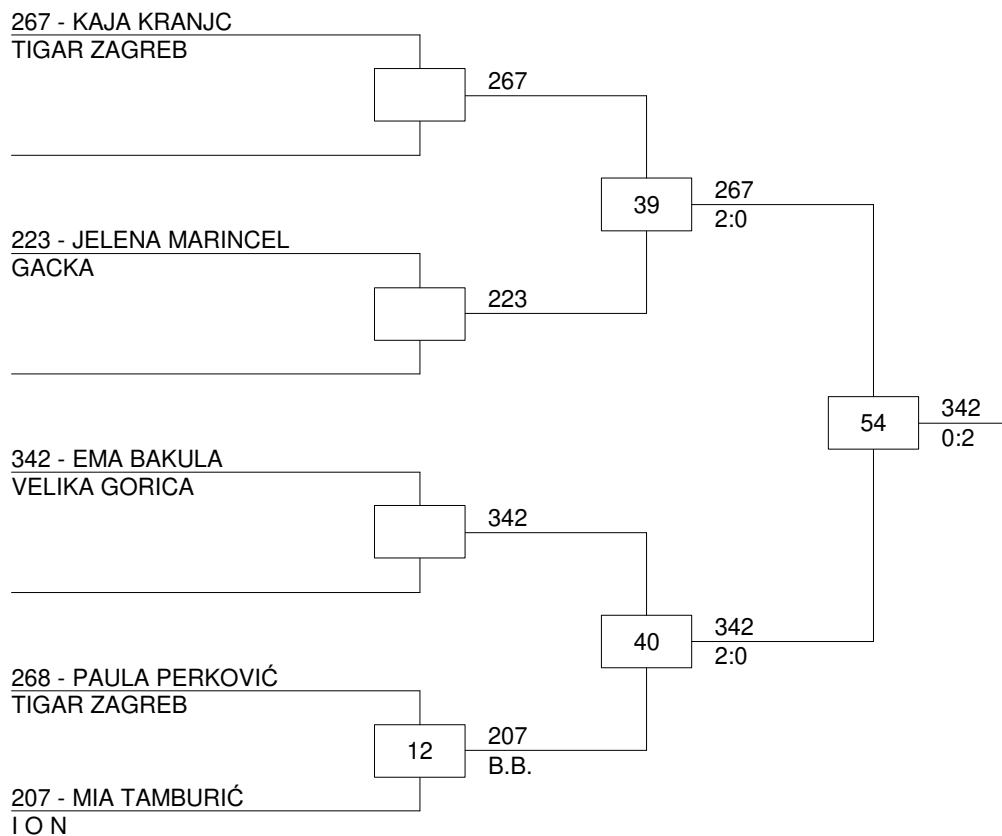 267 - KAJA KRANJC
TIGAR ZAGREB
267
39
267
2:0
223 - JELENA MARINCEL
GACKA
223
54
342
0:2
342 - EMA BAKULA
VELIKA GORICA
342
40
342
2:0
268 - PAULA PERKOVIĆ
TIGAR ZAGREB
12
207
B.B.
207 - MIA TAMBURIĆ
I O N